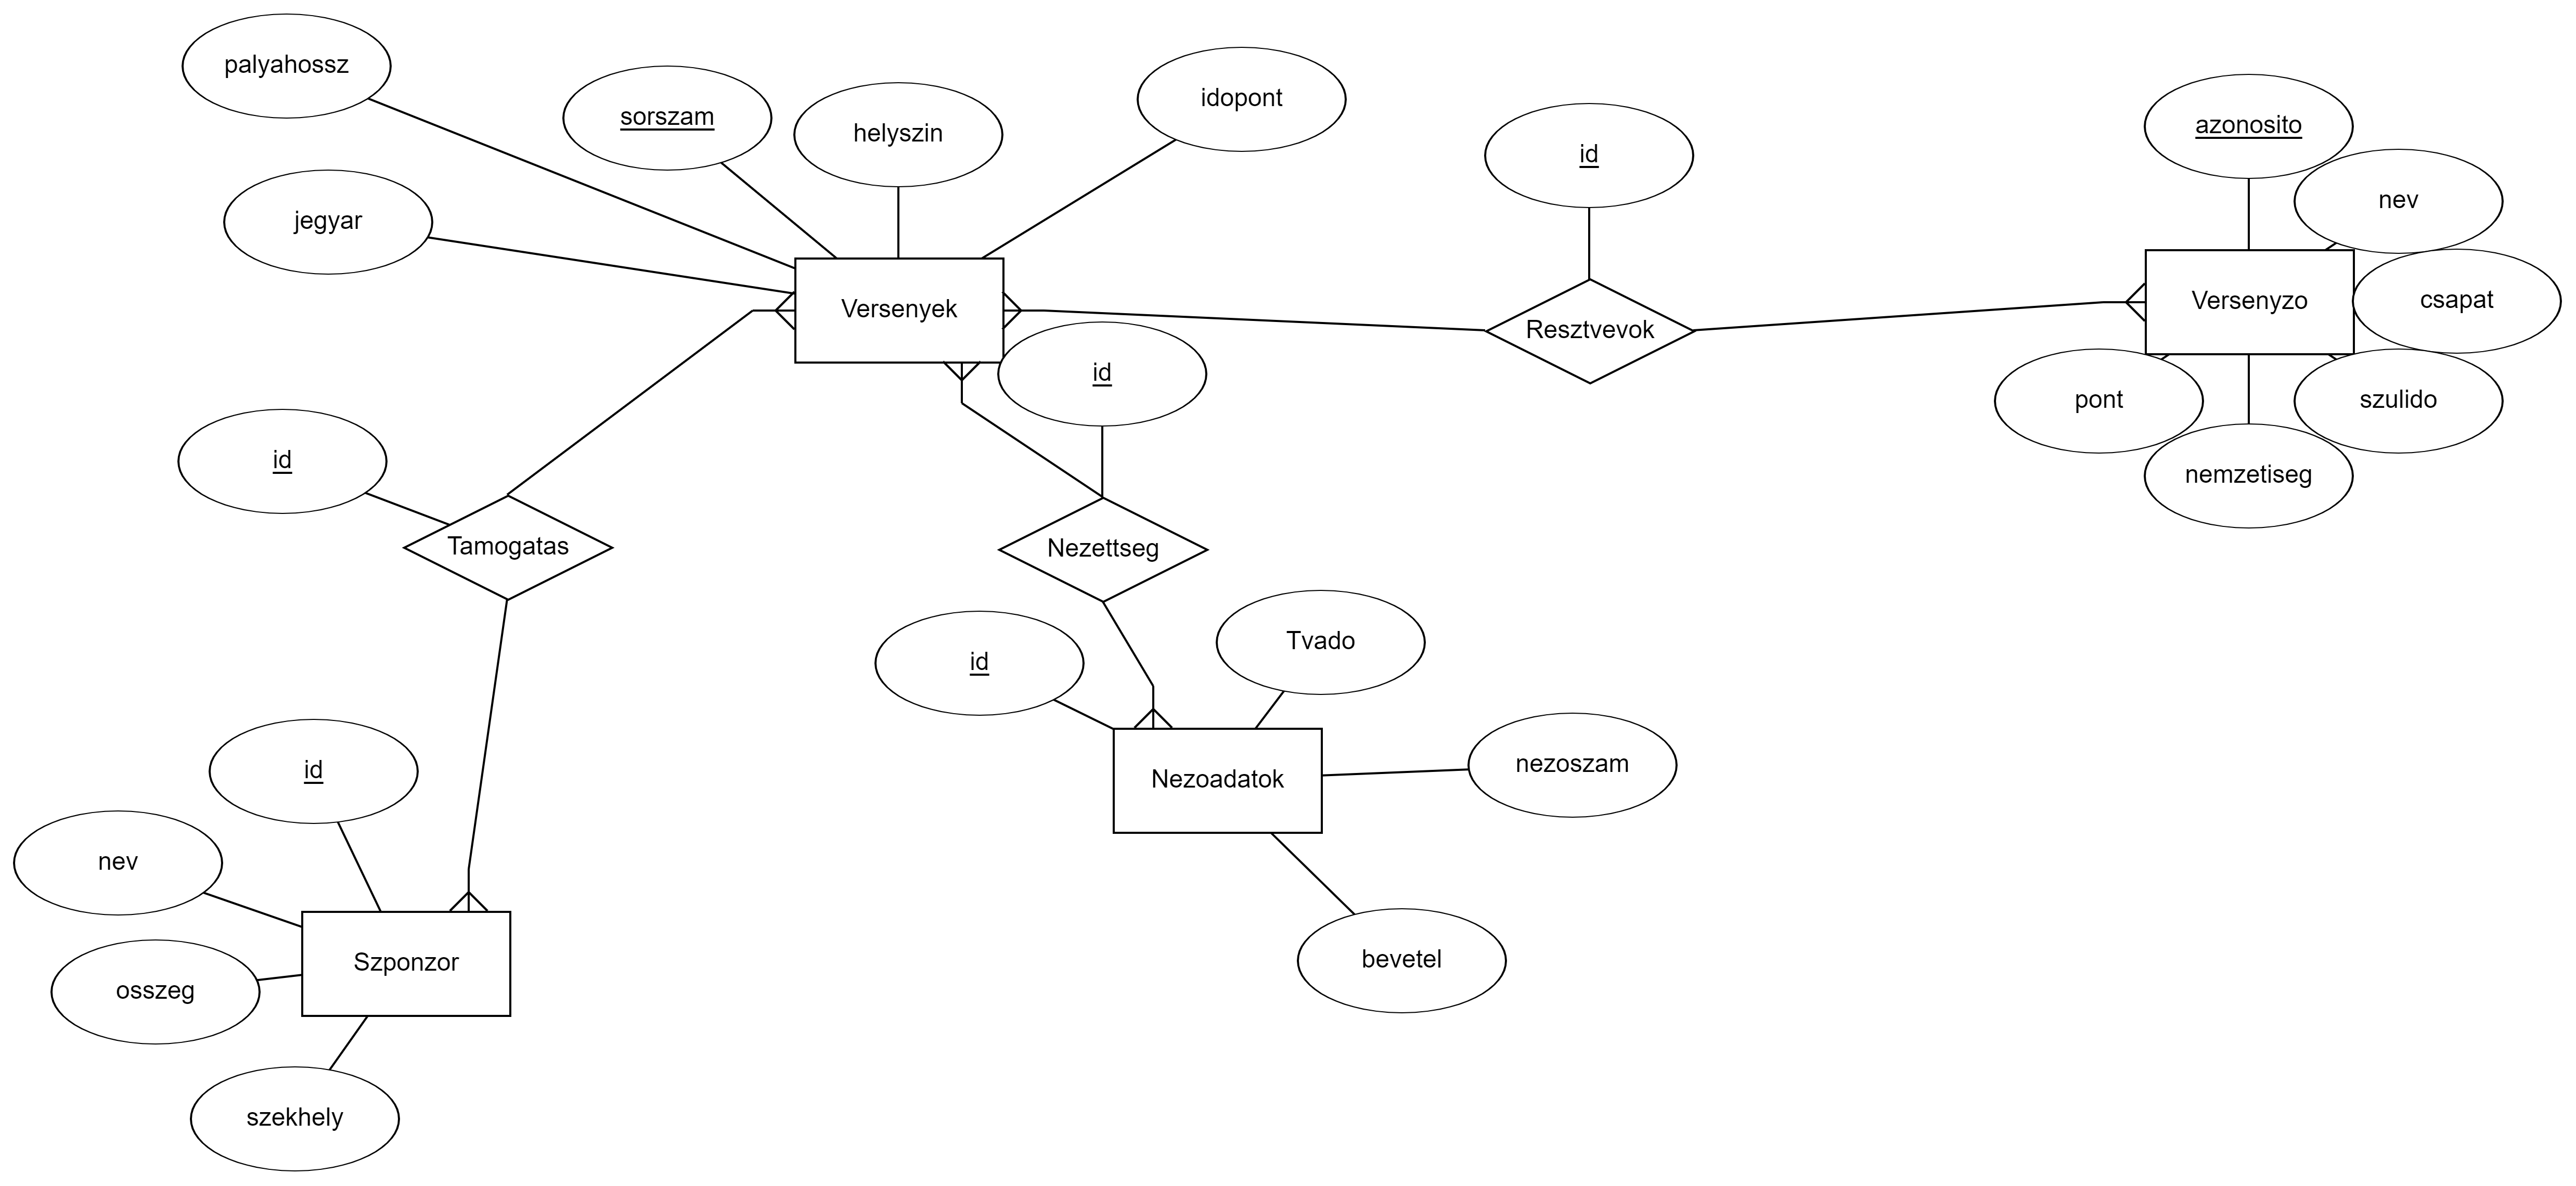 palyahossz
sorszam
helyszin
idopont
jegyar
id
azonosito
nev
csapat
Versenyek
Resztvevok
Versenyzo
id
pont
szulido
nemzetiseg
id
Tamogatas
Nezettseg
id
Tvado
id
Nezoadatok
nezoszam
nev
osszeg
Szponzor
bevetel
szekhely